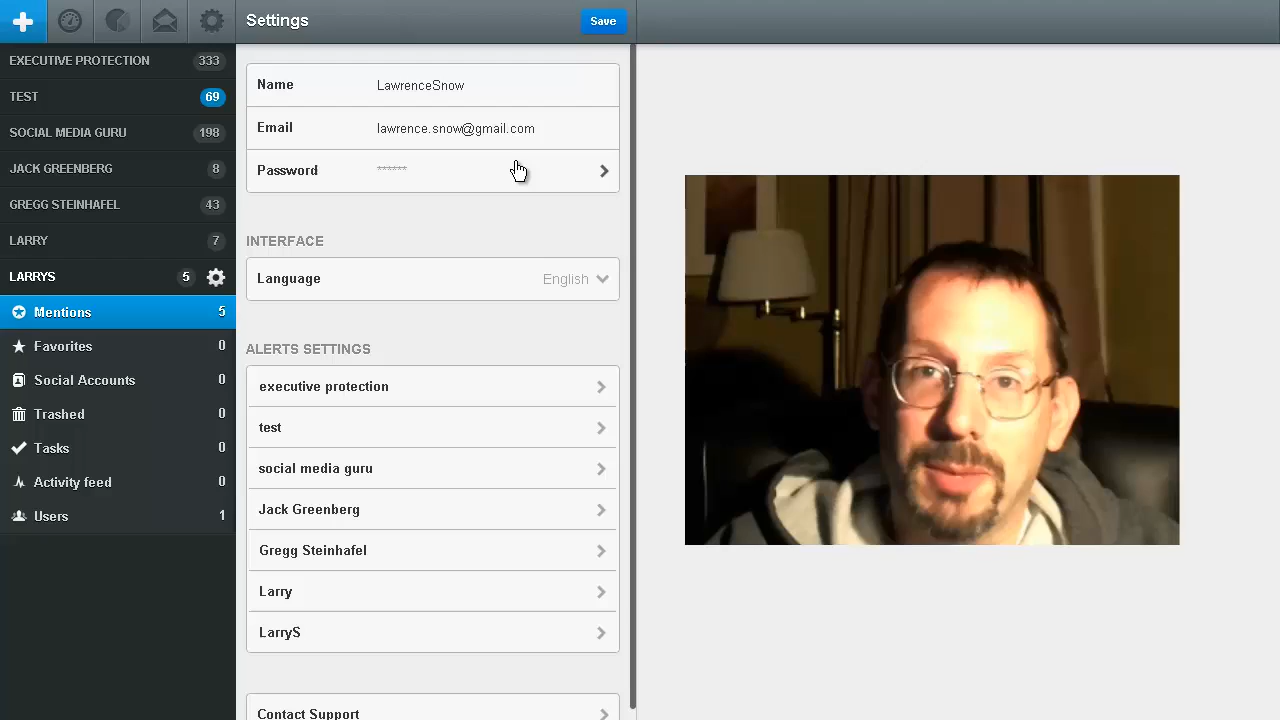 Settings
Save
EXECUTIVE PROTECTION 333
TEST 69
SOCIAL MEDIA GURU 198
JACK GREENBERG 8
GREGG STEINHAFEL 43
LARRY 7
LARRYS 5
Mentions 5
Favorites 0
Social Accounts 0
Trashed 0
Tasks 0
Activity feed 0
Users 1
Name LawrenceSnow
Email lawrence.snow@gmail.com
Password ******
INTERFACE
Language English
ALERTS SETTINGS
executive protection
test
social media guru
Jack Greenberg
Gregg Steinhafel
Larry
LarryS
Contact Support